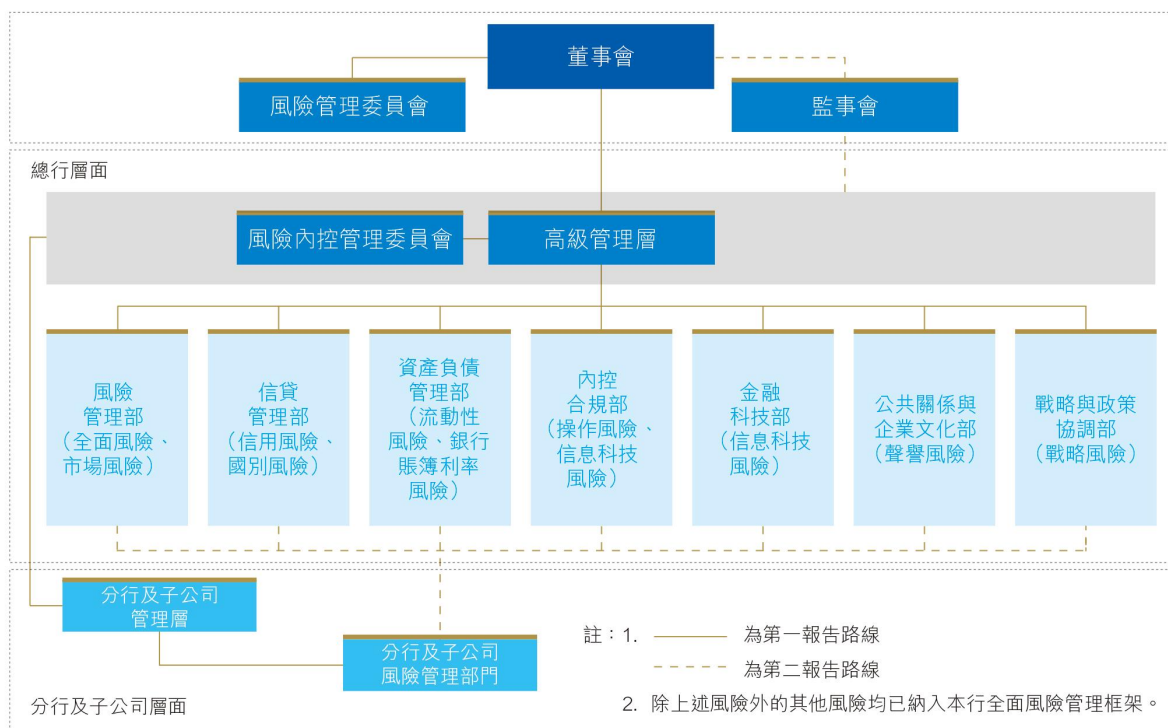 董事會
風險管理委員會
監事會
總行層面
風險內控管理委員會
高級管理層
風險
管理部
（全面風險、
市場風險）
信貸
管理部
（信用風險、
國別風險）
資產負債
管理部
（流動性
風險、銀行
賬簿利率
風險）
內控
合規部
（操作風險、
信息科技
風險）
金融
科技部
（信息科技
風險）
公共關係與
企業文化部
（聲譽風險）
戰略與政策
協調部
（戰略風險）
分行及子公司
管理層
分行及子公司
風險管理部門
分行及子公司層面
註：1. 為第一報告路線
為第二報告路線
2. 除上述風險外的其他風險均已納入本行全面風險管理框架。